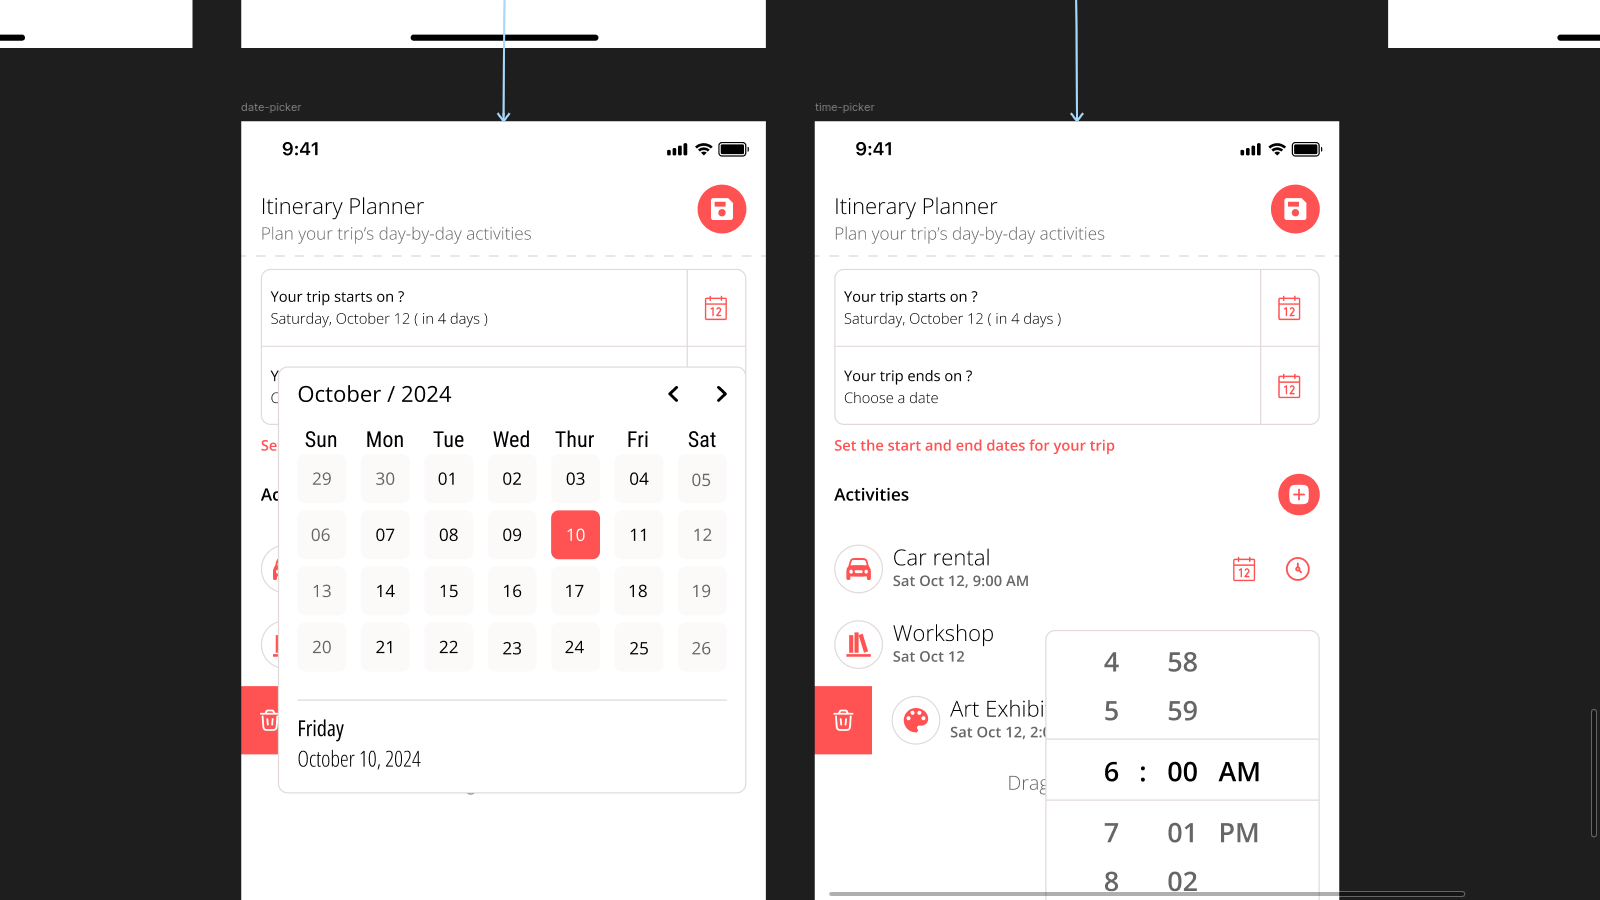 date-picker
9:41
Itinerary Planner
Plan your trip’s day-by-day activities
Your trip starts on ?
Saturday, October 12 ( in 4 days )
12
Y
C
Se
Ac
October / 2024
Sun Mon Tue Wed Thur Fri Sat
29 30 01 02 03 04 05
06 07 08 09 10 11 12
13 14 15 16 17 18 19
20 21 22 23 24 25 26
Friday
October 10, 2024
time-picker
9:41
Itinerary Planner
Plan your trip’s day-by-day activities
Your trip starts on ?
Saturday, October 12 ( in 4 days )
12
Your trip ends on ?
Choose a date
12
Set the start and end dates for your trip
Activities
Car rental
Sat Oct 12, 9:00 AM
12
Workshop
Sat Oct 12
Art Exhibi
Sat Oct 12, 2:0
Drag
4 58
5 59
6 : 00 AM
7 01 PM
8 02